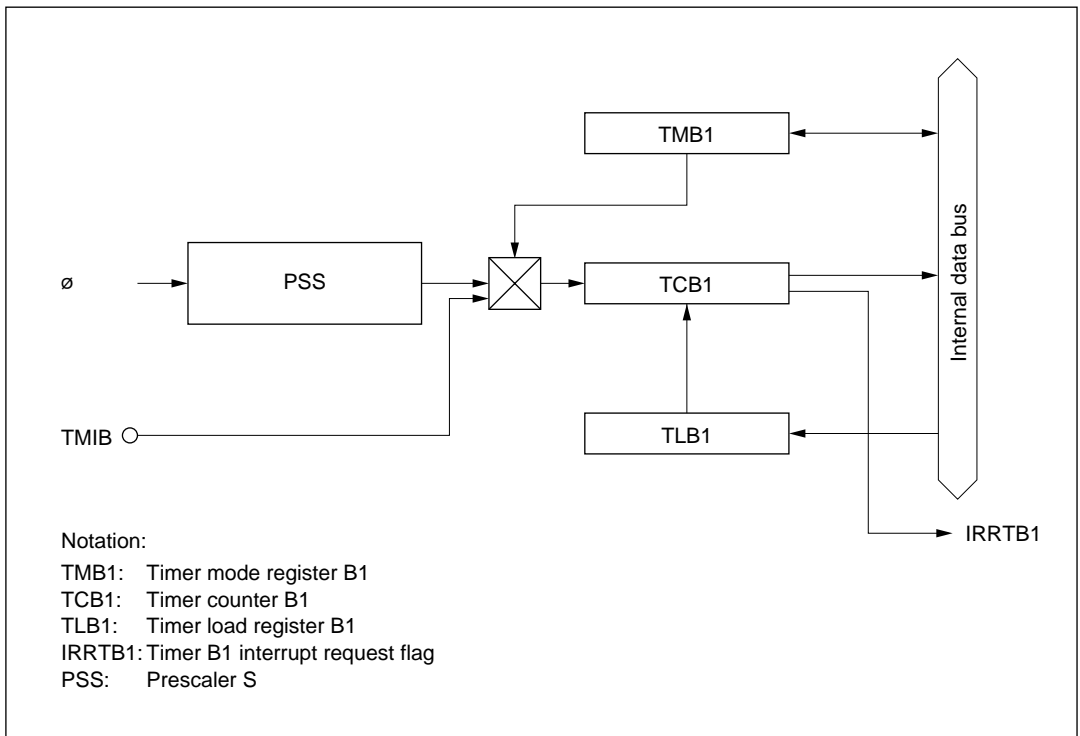 TMB1
Internal data bus
ø
PSS
TCB1
TMIB
TLB1
IRRTB1
Notation:
TMB1: Timer mode register B1
TCB1: Timer counter B1
TLB1: Timer load register B1
IRRTB1: Timer B1 interrupt request flag
PSS: Prescaler S